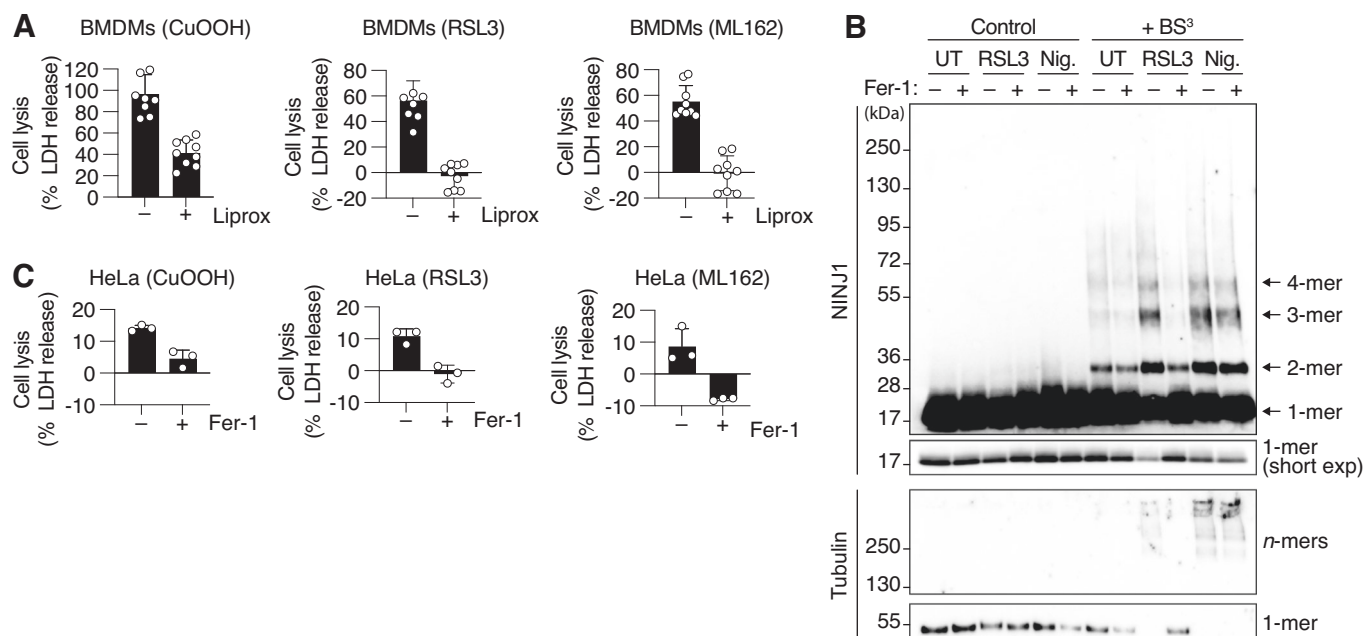 A
BMDMs (CuOOH)
Cell lysis
(% LDH release)
120
100
80
60
40
20
0
– + Liprox
BMDMs (RSL3)
Cell lysis
(% LDH release)
80
60
40
20
0
-20
– + Liprox
BMDMs (ML162)
Cell lysis
(% LDH release)
80
60
40
20
0
-20
– + Liprox
C
HeLa (CuOOH)
Cell lysis
(% LDH release)
20
10
0
-10
– + Fer-1
HeLa (RSL3)
Cell lysis
(% LDH release)
20
10
0
-10
– + Fer-1
HeLa (ML162)
Cell lysis
(% LDH release)
20
10
0
-10
– + Fer-1
B
Control + BS³
UT RSL3 Nig. UT RSL3 Nig.
Fer-1: – + – + – + – + – + – +
(kDa)
250
130
95
72
55
36
28
17
NINJ1
← 4-mer
← 3-mer
← 2-mer
← 1-mer
17
1-mer
(short exp)
Tubulin
250
130
n-mers
55
1-mer